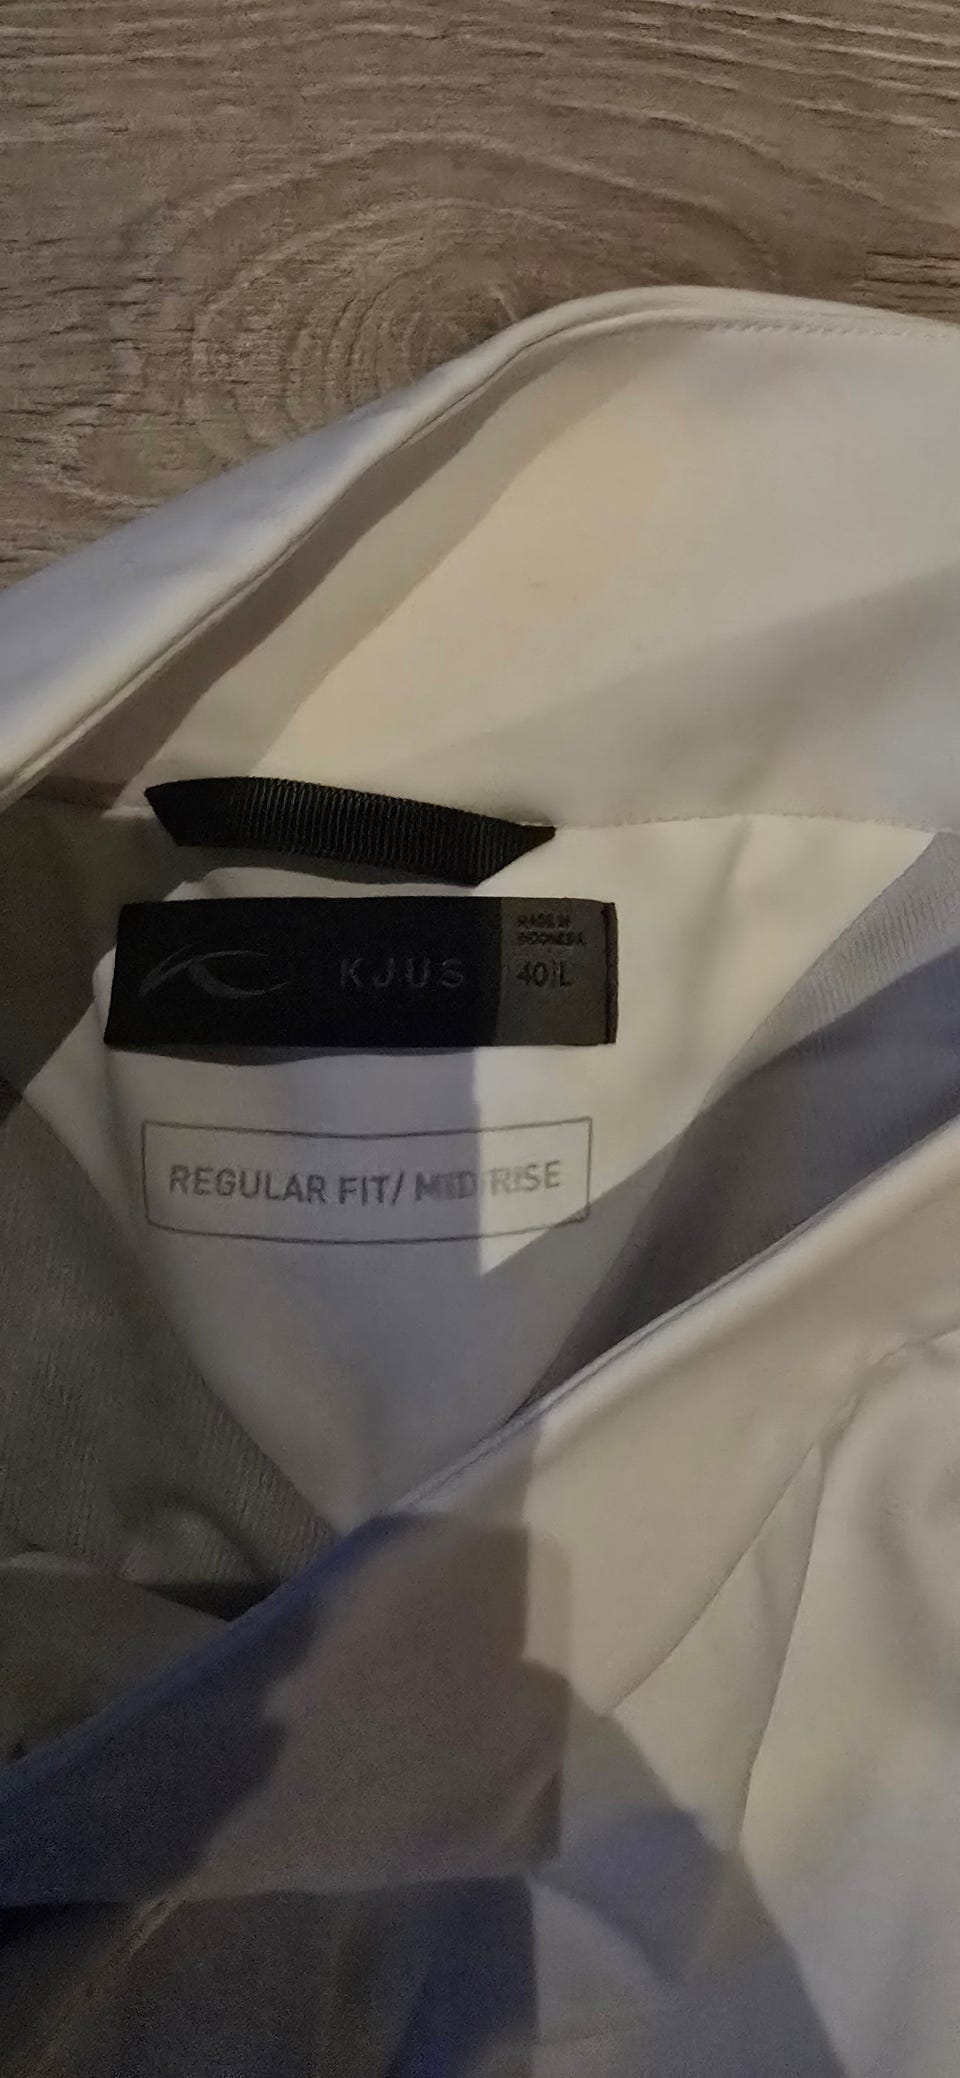 MADE IN
INDONESIA
KJUS
40/L
REGULAR FIT/ MID RISE